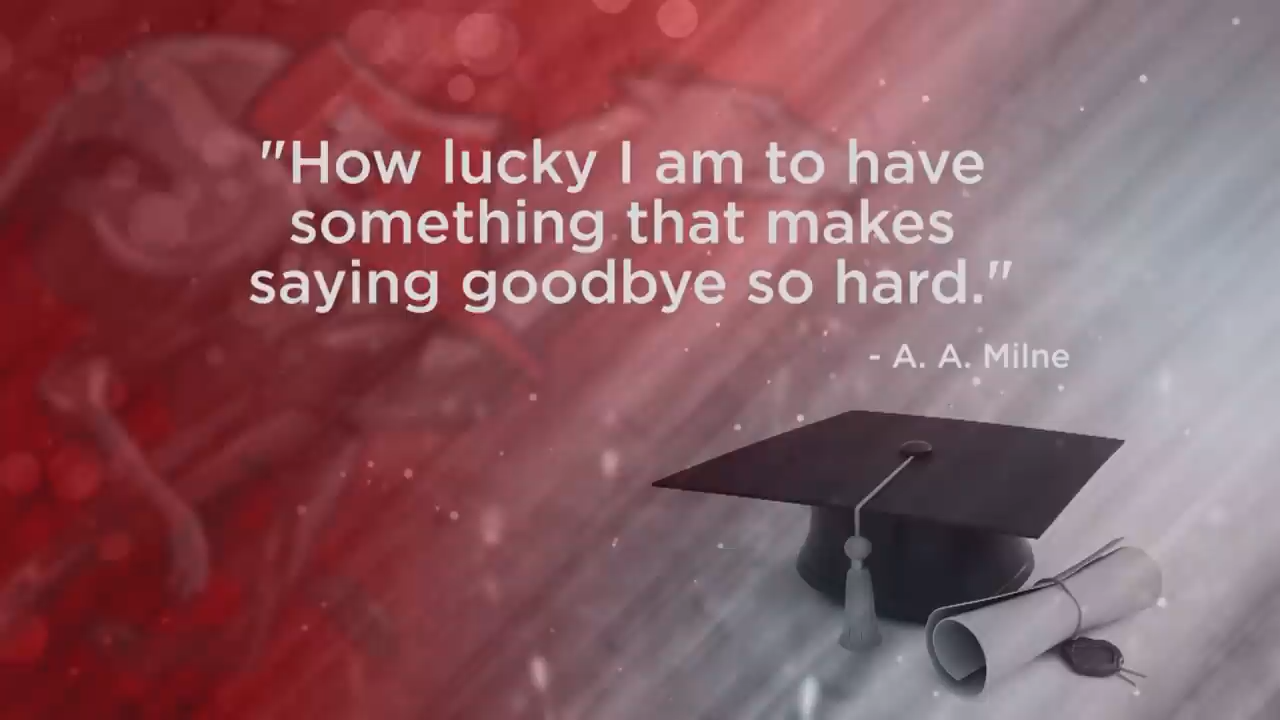 "How lucky I am to have
something that makes
saying goodbye so hard."
- A. A. Milne